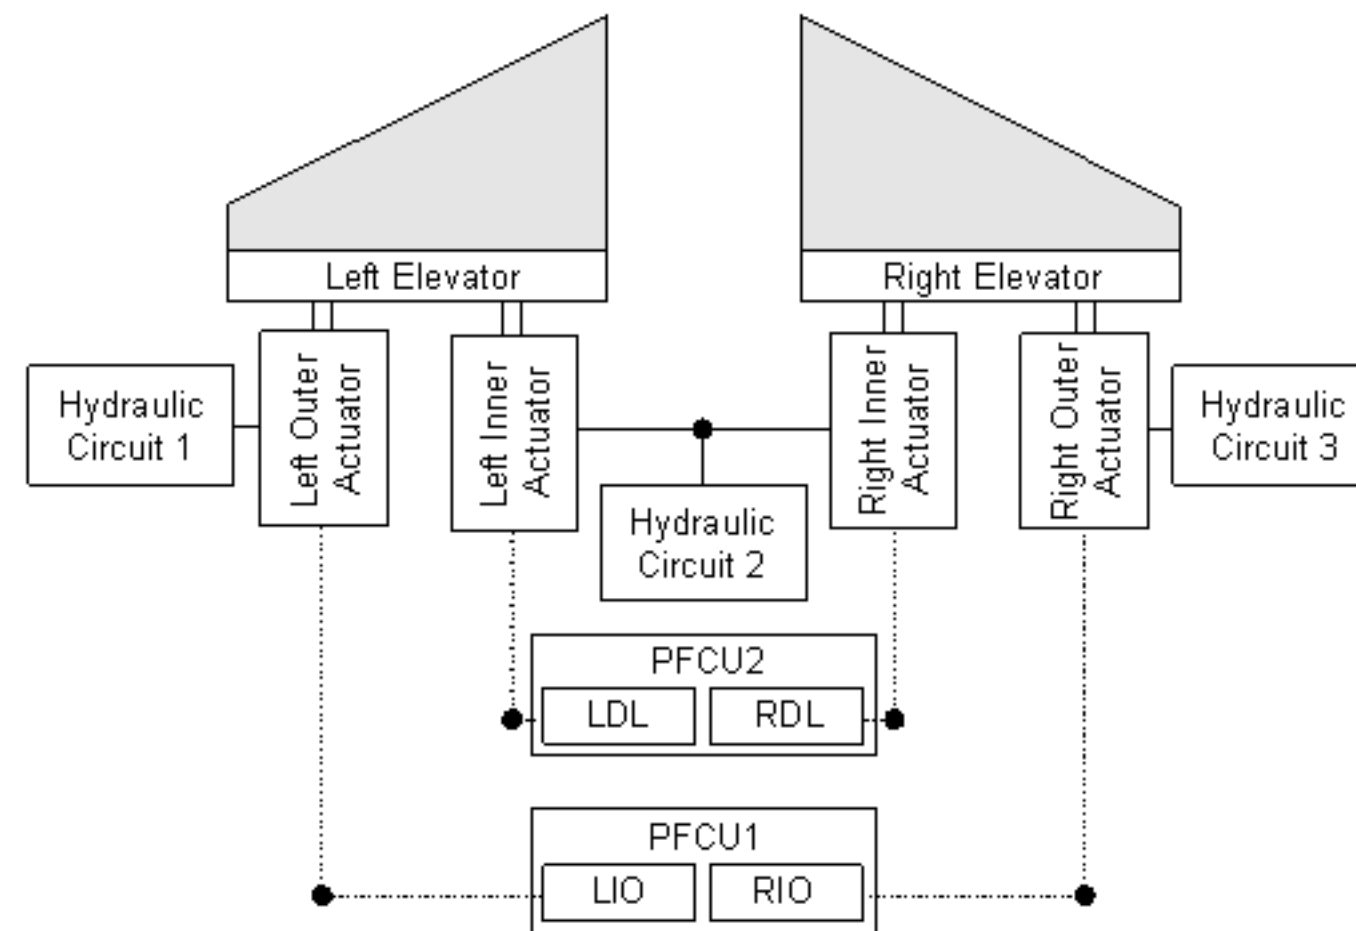 Left Elevator
Right Elevator
Hydraulic
Circuit 1
Left Outer
Actuator
Left Inner
Actuator
Hydraulic
Circuit 2
Right Inner
Actuator
Right Outer
Actuator
Hydraulic
Circuit 3
PFCU2
LDL
RDL
PFCU1
LIO
RIO